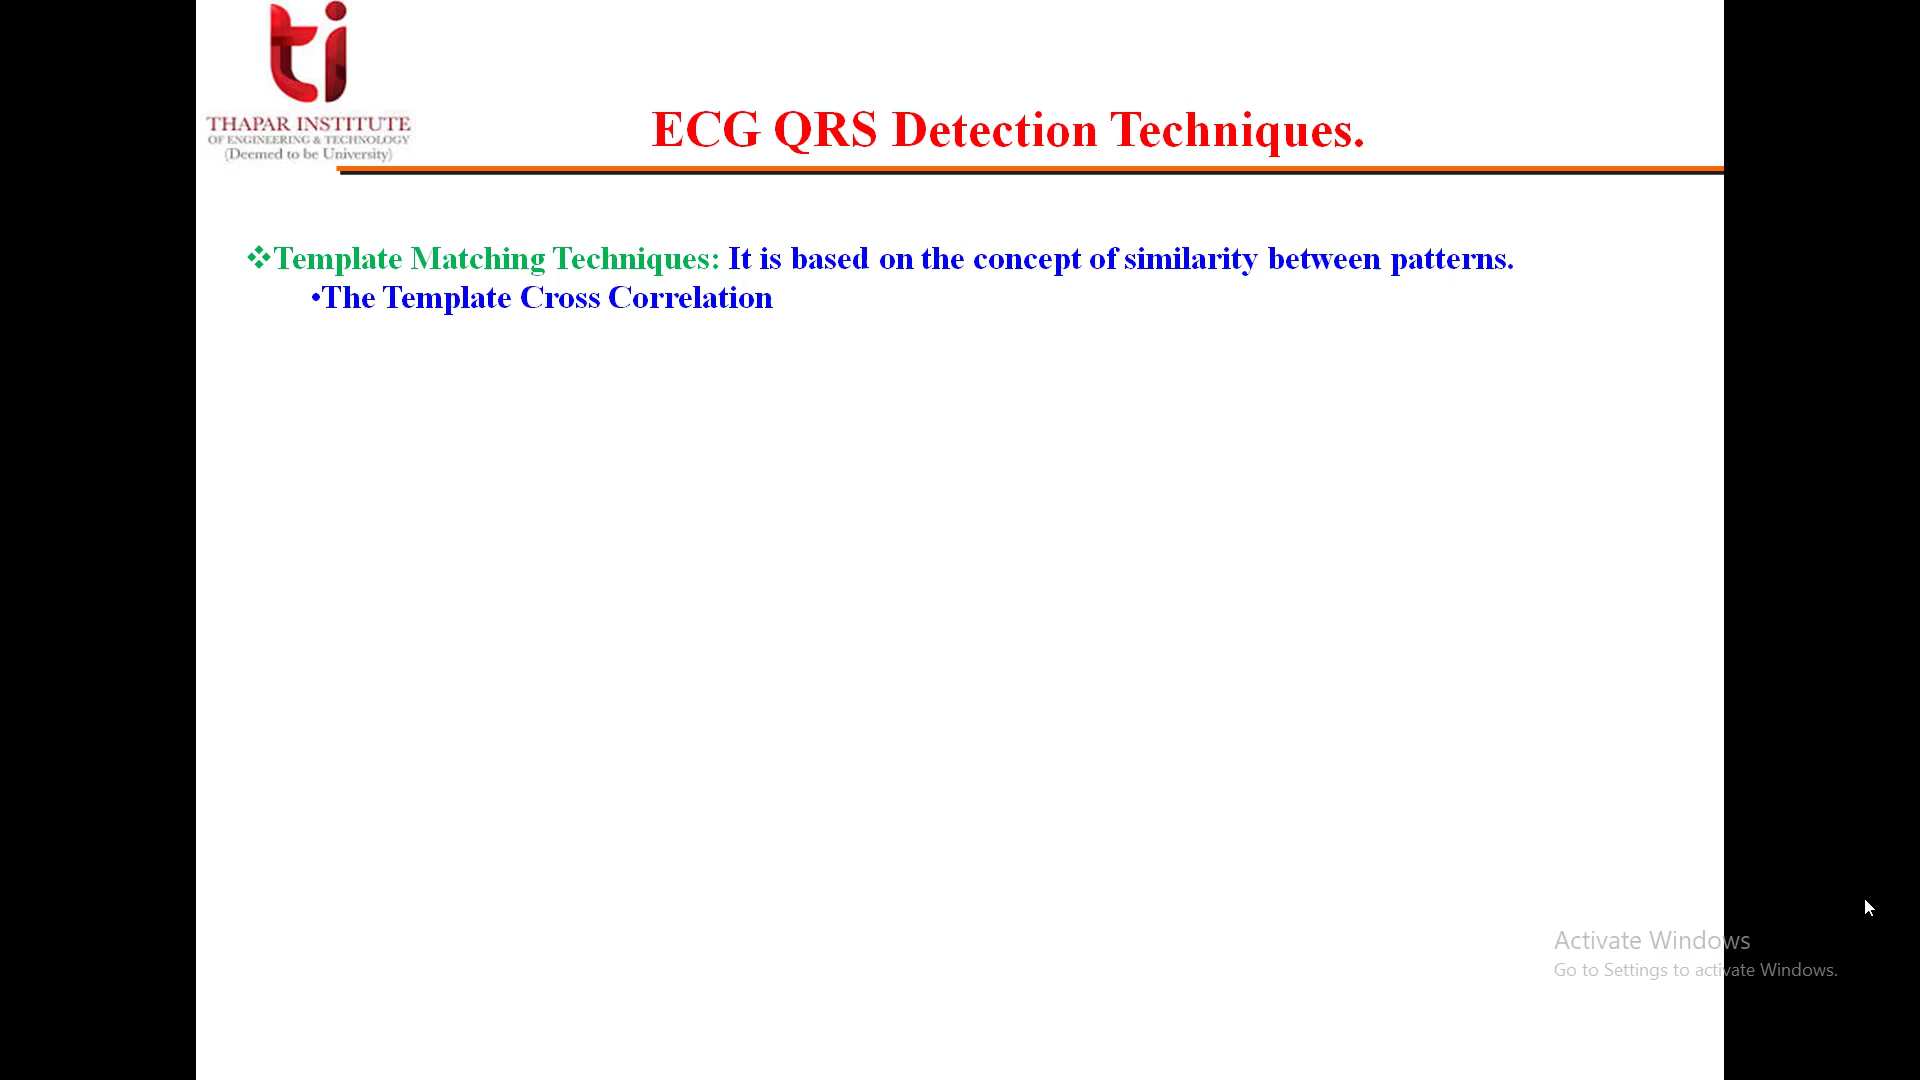 ti
THAPAR INSTITUTE
OF ENGINEERING & TECHNOLOGY
(Deemed to be University)
ECG QRS Detection Techniques.
❖Template Matching Techniques: It is based on the concept of similarity between patterns.
•The Template Cross Correlation
Activate Windows
Go to Settings to activate Windows.